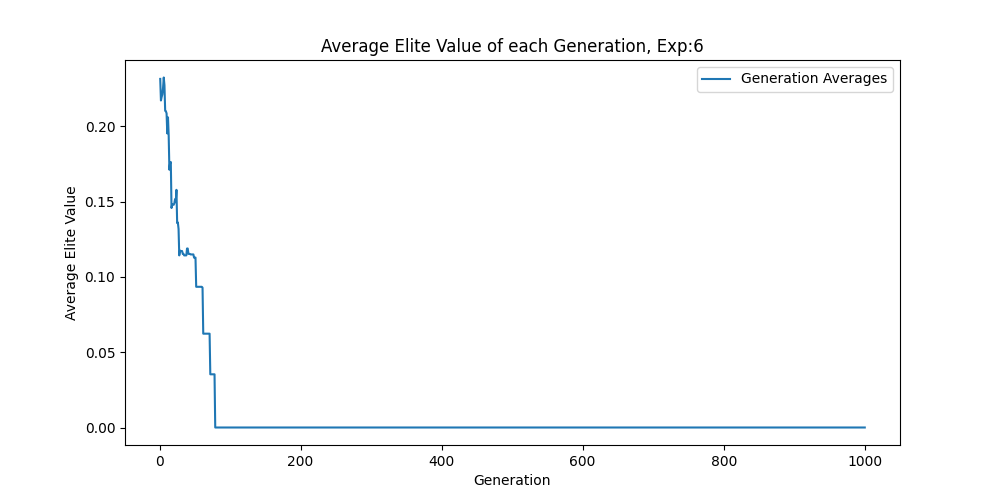 Average Elite Value of each Generation, Exp:6
Generation Averages
Average Elite Value
0.20
0.15
0.10
0.05
0.00
0 200 400 600 800 1000
Generation